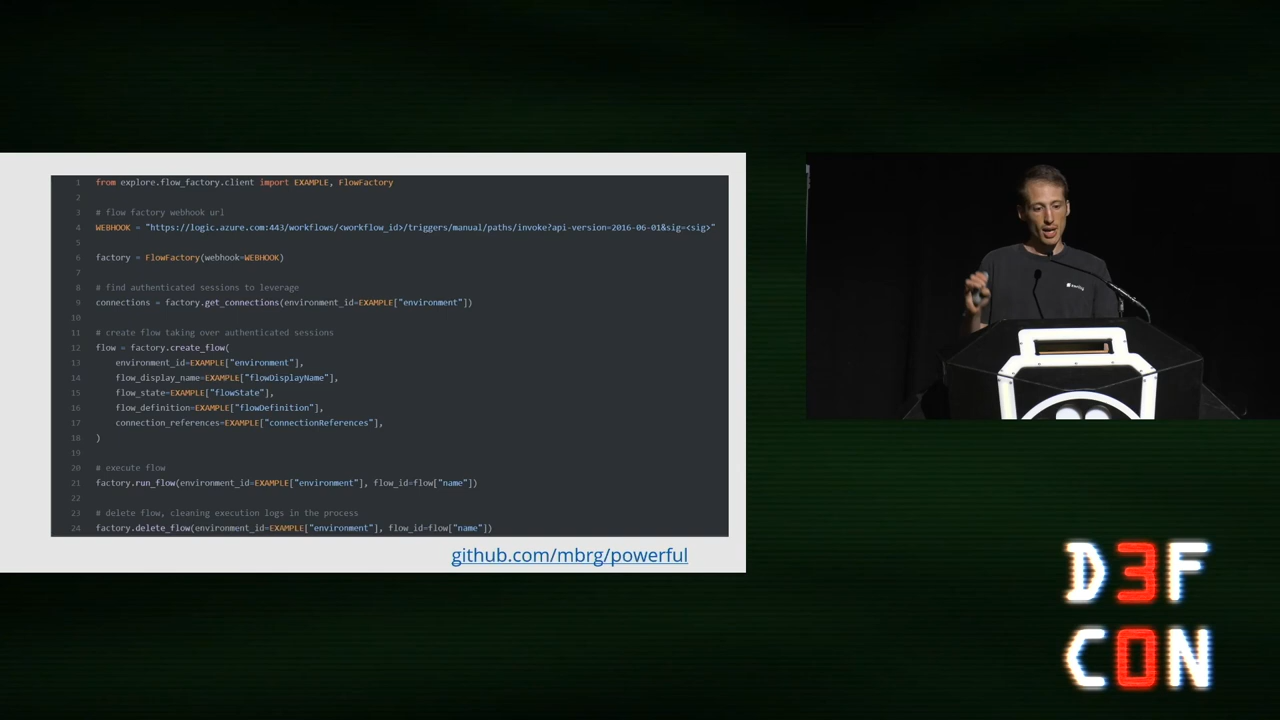 1 from explore.flow_factory.client import EXAMPLE, FlowFactory
2
3 # flow factory webhook url
4 WEBHOOK = "https://logic.azure.com:443/workflows/<workflow_id>/triggers/manual/paths/invoke?api-version=2016-06-01&sig=<sig>"
5
6 factory = FlowFactory(webhook=WEBHOOK)
7
8 # find authenticated sessions to leverage
9 connections = factory.get_connections(environment_id=EXAMPLE["environment"])
10
11 # create flow taking over authenticated sessions
12 flow = factory.create_flow(
13 environment_id=EXAMPLE["environment"],
14 flow_display_name=EXAMPLE["flowDisplayName"],
15 flow_state=EXAMPLE["flowState"],
16 flow_definition=EXAMPLE["flowDefinition"],
17 connection_references=EXAMPLE["connectionReferences"],
18 )
19
20 # execute flow
21 factory.run_flow(environment_id=EXAMPLE["environment"], flow_id=flow["name"])
22
23 # delete flow, cleaning execution logs in the process
24 factory.delete_flow(environment_id=EXAMPLE["environment"], flow_id=flow["name"])
github.com/mbrg/powerful
D3F
C0N